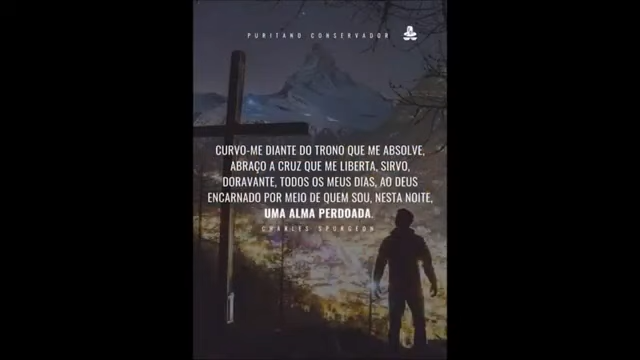 PURITANO CONSERVADOR
CURVO-ME DIANTE DO TRONO QUE ME ABSOLVE,
ABRAÇO A CRUZ QUE ME LIBERTA, SIRVO,
DORAVANTE, TODOS OS MEUS DIAS, AO DEUS
ENCARNADO POR MEIO DE QUEM SOU, NESTA NOITE,
UMA ALMA PERDOADA.
CHARLES SPURGEON